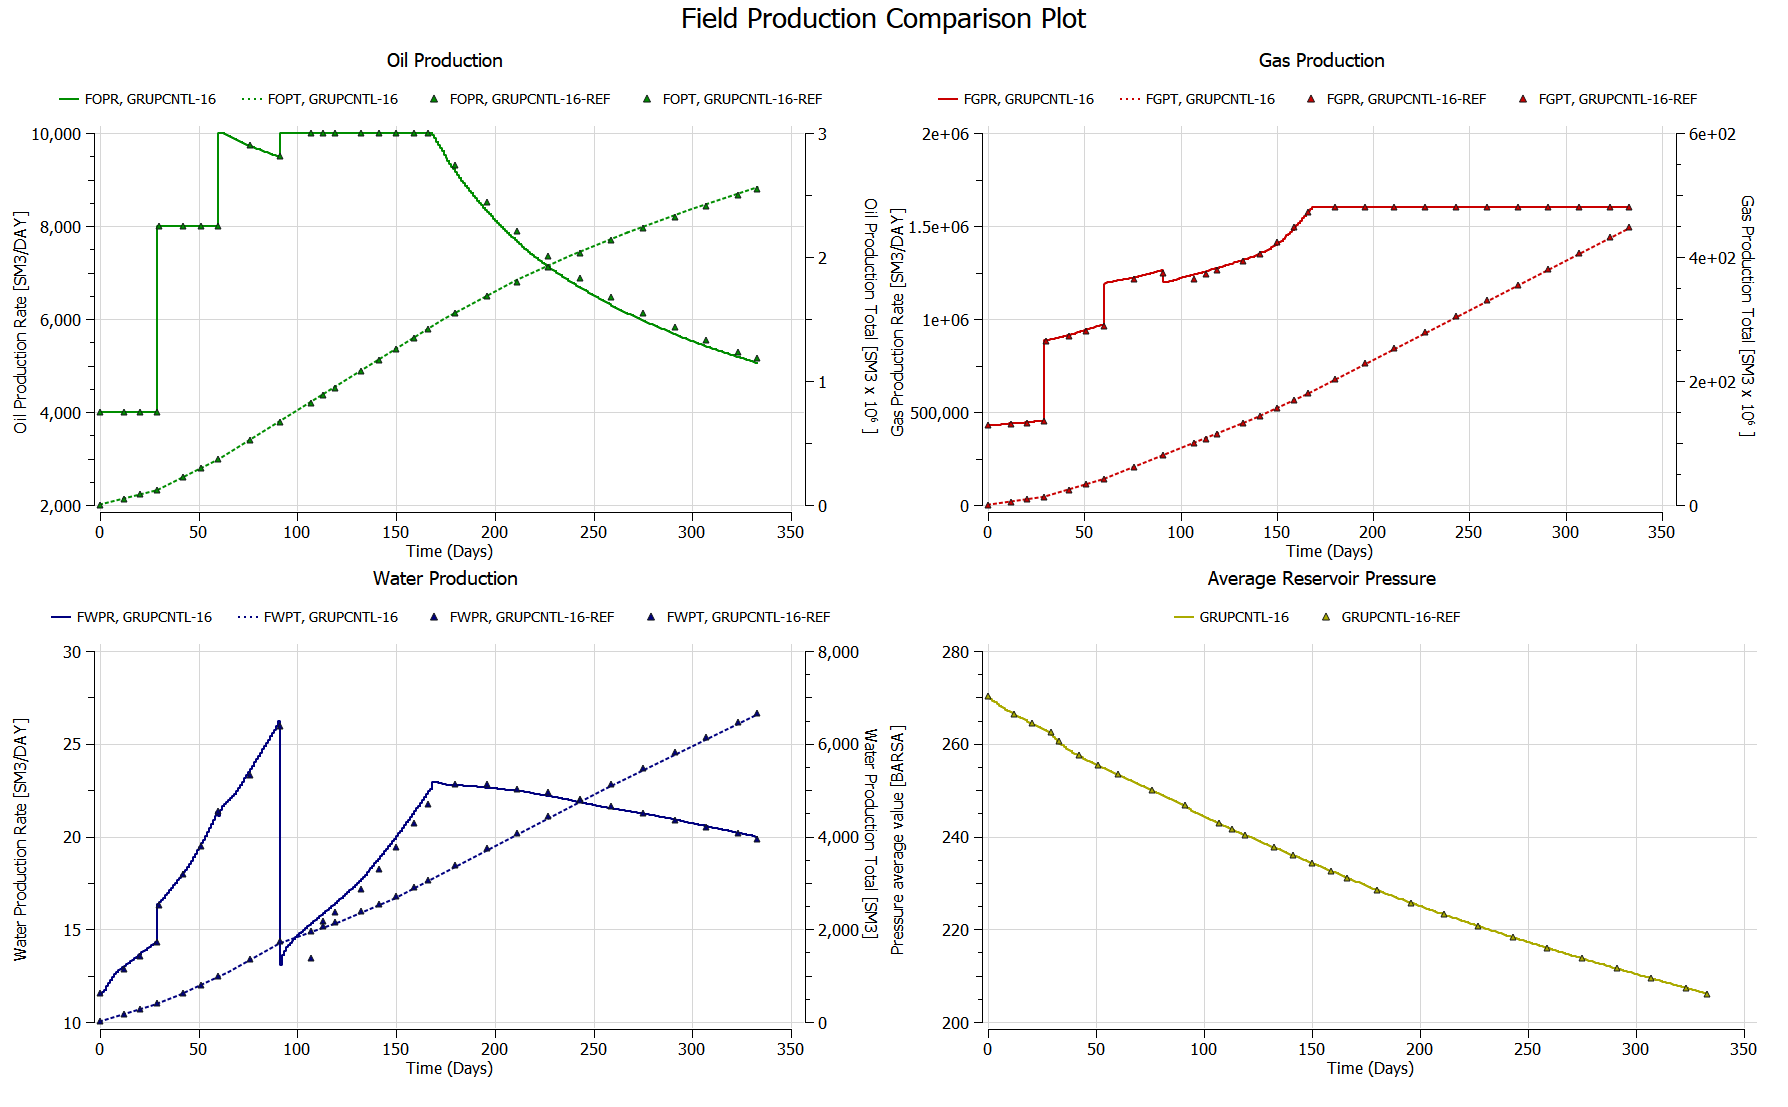 Field Production Comparison Plot
Oil Production
FOPR, GRUPCNTL-16 FOPT, GRUPCNTL-16 FOPR, GRUPCNTL-16-REF FOPT, GRUPCNTL-16-REF
Oil Production Rate [SM3/DAY]
10,000
8,000
6,000
4,000
2,000
3
2
1
0
Oil Production Total [SM3 x 10⁶ ]
0 50 100 150 200 250 300 350
Time (Days)
Gas Production
FGPR, GRUPCNTL-16 FGPT, GRUPCNTL-16 FGPR, GRUPCNTL-16-REF FGPT, GRUPCNTL-16-REF
Gas Production Rate [SM3/DAY]
2e+06
1.5e+06
1e+06
500,000
0
6e+02
4e+02
2e+02
0
Gas Production Total [SM3 x 10⁶ ]
0 50 100 150 200 250 300 350
Time (Days)
Water Production
FWPR, GRUPCNTL-16 FWPT, GRUPCNTL-16 FWPR, GRUPCNTL-16-REF FWPT, GRUPCNTL-16-REF
Water Production Rate [SM3/DAY]
30
25
20
15
10
8,000
6,000
4,000
2,000
0
Water Production Total [SM3]
0 50 100 150 200 250 300 350
Time (Days)
Average Reservoir Pressure
GRUPCNTL-16 GRUPCNTL-16-REF
Pressure average value [BARSA]
280
260
240
220
200
0 50 100 150 200 250 300 350
Time (Days)